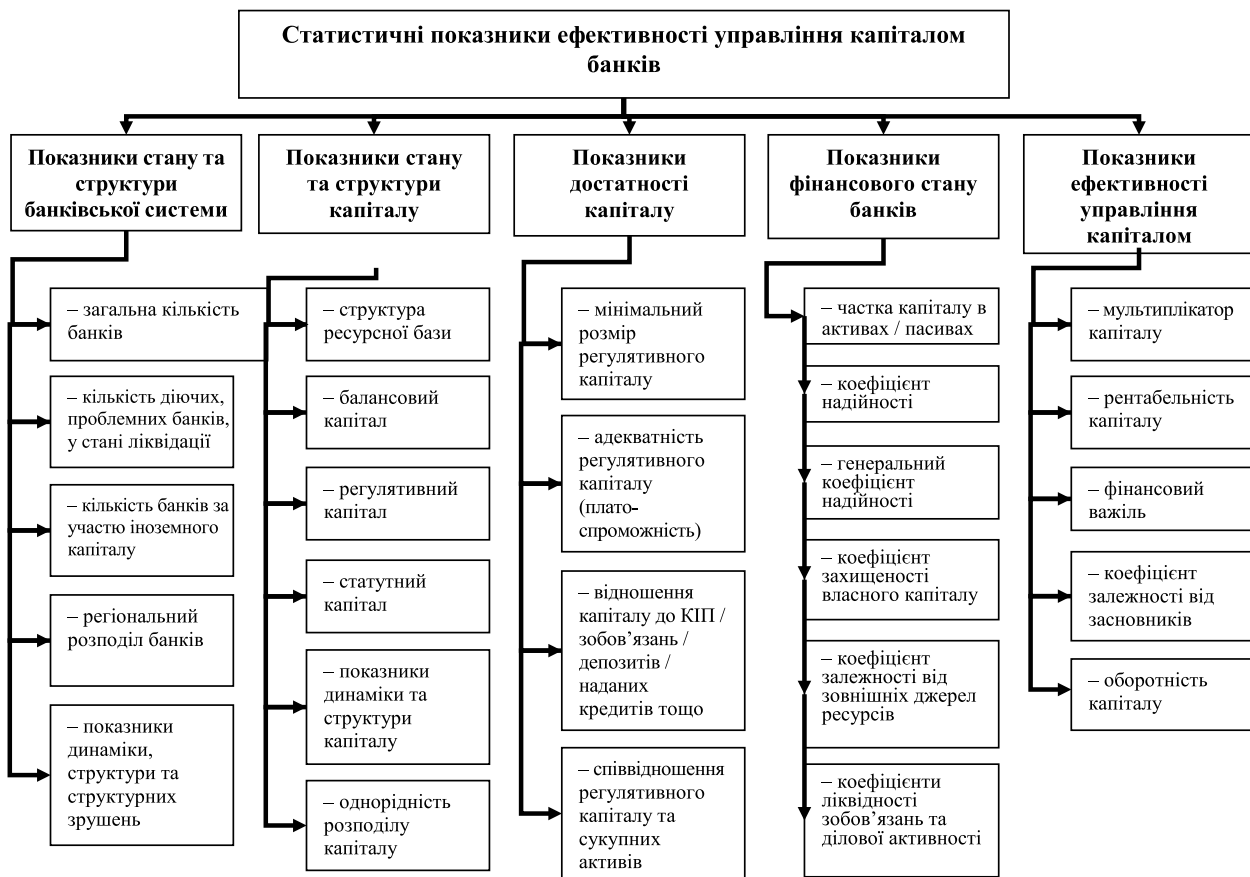 Статистичні показники ефективності управління капіталом
банків
Показники стану та
структури
банківської системи
– загальна кількість
банків
– кількість діючих,
проблемних банків,
у стані ліквідації
– кількість банків за
участю іноземного
капіталу
– регіональний
розподіл банків
– показники
динаміки,
структури та
структурних
зрушень
Показники стану
та структури
капіталу
– структура
ресурсної бази
– балансовий
капітал
– регулятивний
капітал
– статутний
капітал
– показники
динаміки та
структури
капіталу
– однорідність
розподілу
капіталу
Показники
достатності
капіталу
– мінімальний
розмір
регулятивного
капіталу
– адекватність
регулятивного
капіталу
(плато-
спроможність)
– відношення
капіталу до КІП /
зобов’язань /
депозитів /
наданих
кредитів тощо
– співвідношення
регулятивного
капіталу та
сукупних
активів
Показники
фінансового стану
банків
– частка капіталу в
активах / пасивах
– коефіцієнт
надійності
– генеральний
коефіцієнт
надійності
– коефіцієнт
захищеності
власного капіталу
– коефіцієнт
залежності від
зовнішніх джерел
ресурсів
– коефіцієнти
ліквідності
зобов’язань та
ділової активності
Показники
ефективності
управління
капіталом
– мультиплікатор
капіталу
– рентабельність
капіталу
– фінансовий
важіль
– коефіцієнт
залежності від
засновників
– оборотність
капіталу